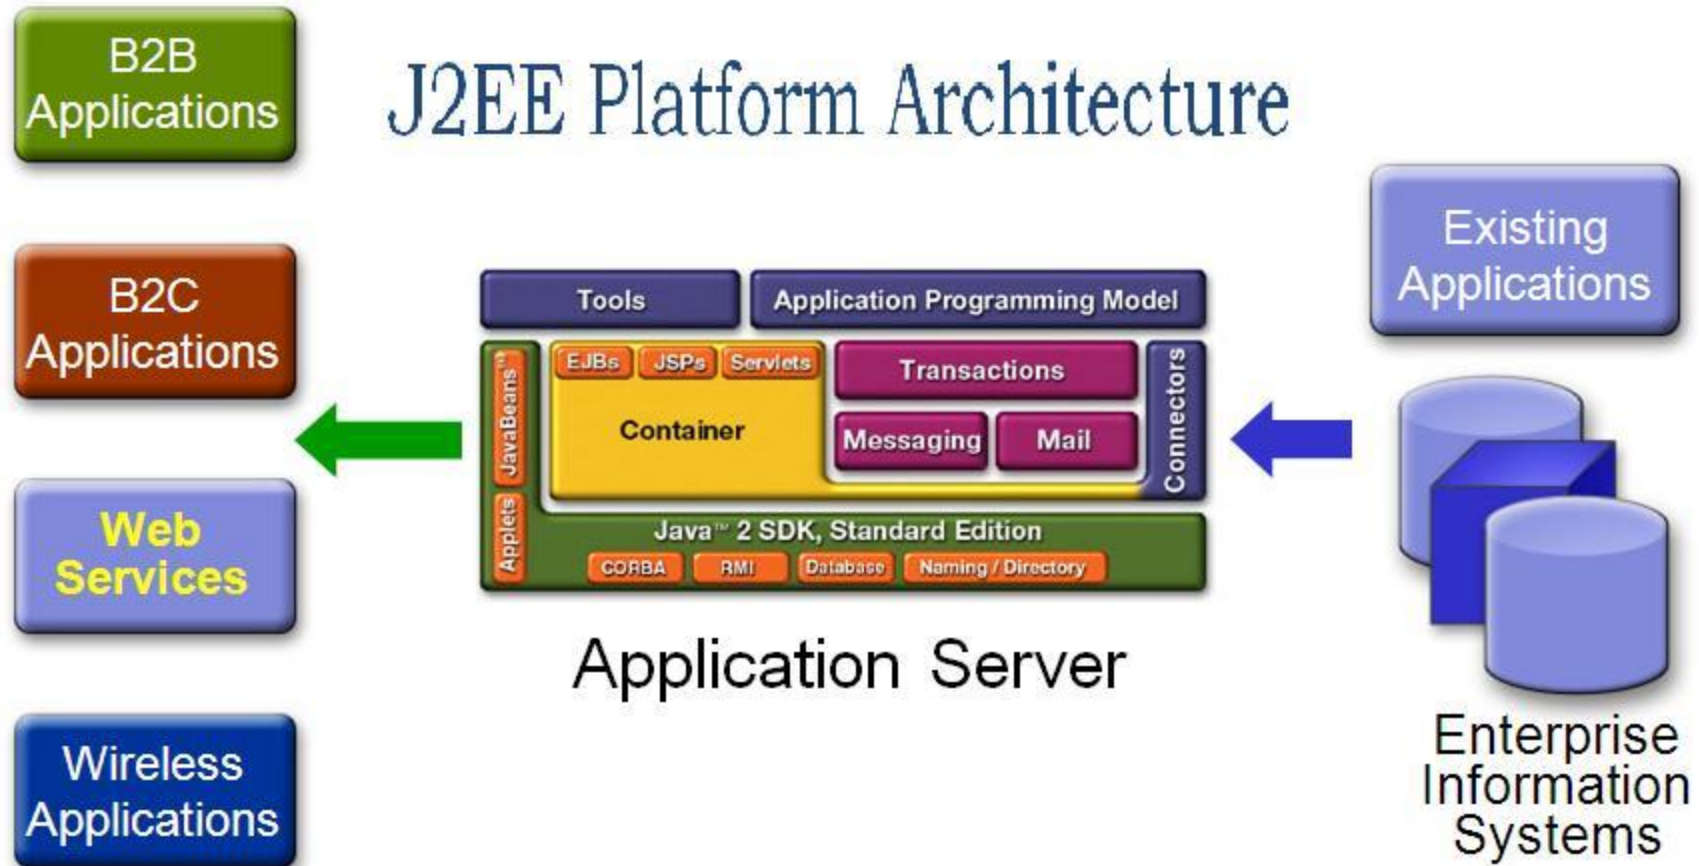 J2EE Platform Architecture
B2B
Applications
B2C
Applications
Web
Services
Wireless
Applications
Tools
Application Programming Model
JavaBeans™
Applets
EJBs
JSPs
Servlets
Container
Transactions
Messaging
Mail
Connectors
Java™ 2 SDK, Standard Edition
CORBA
RMI
Database
Naming / Directory
Application Server
Existing
Applications
Enterprise
Information
Systems